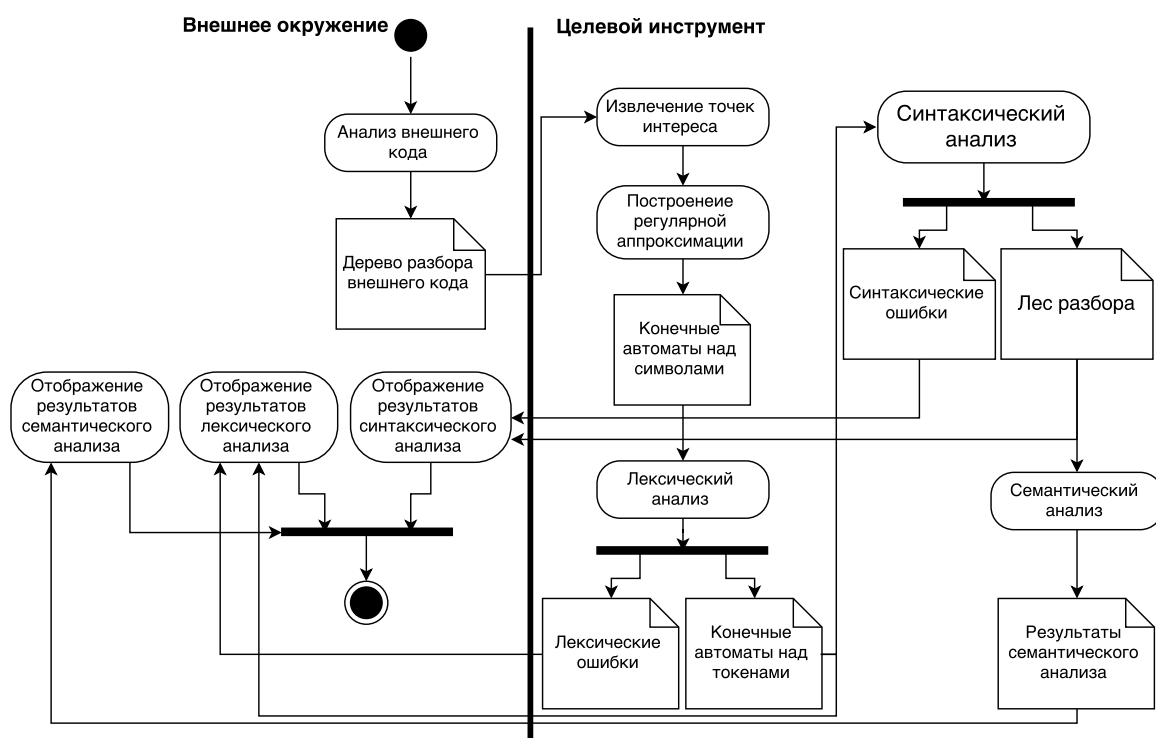 Внешнее окружение
Целевой инструмент
Анализ внешнего
кода
Дерево разбора
внешнего кода
Извлечение точек
интереса
Построенеие
регулярной
аппроксимации
Конечные
автоматы над
символами
Лексический
анализ
Лексические
ошибки
Конечные
автоматы над
токенами
Синтаксический
анализ
Синтаксические
ошибки
Лес разбора
Семантический
анализ
Результаты
семантического
анализа
Отображение
результатов
семантического
анализа
Отображение
результатов
лексического
анализа
Отображение
результатов
синтаксического
анализа